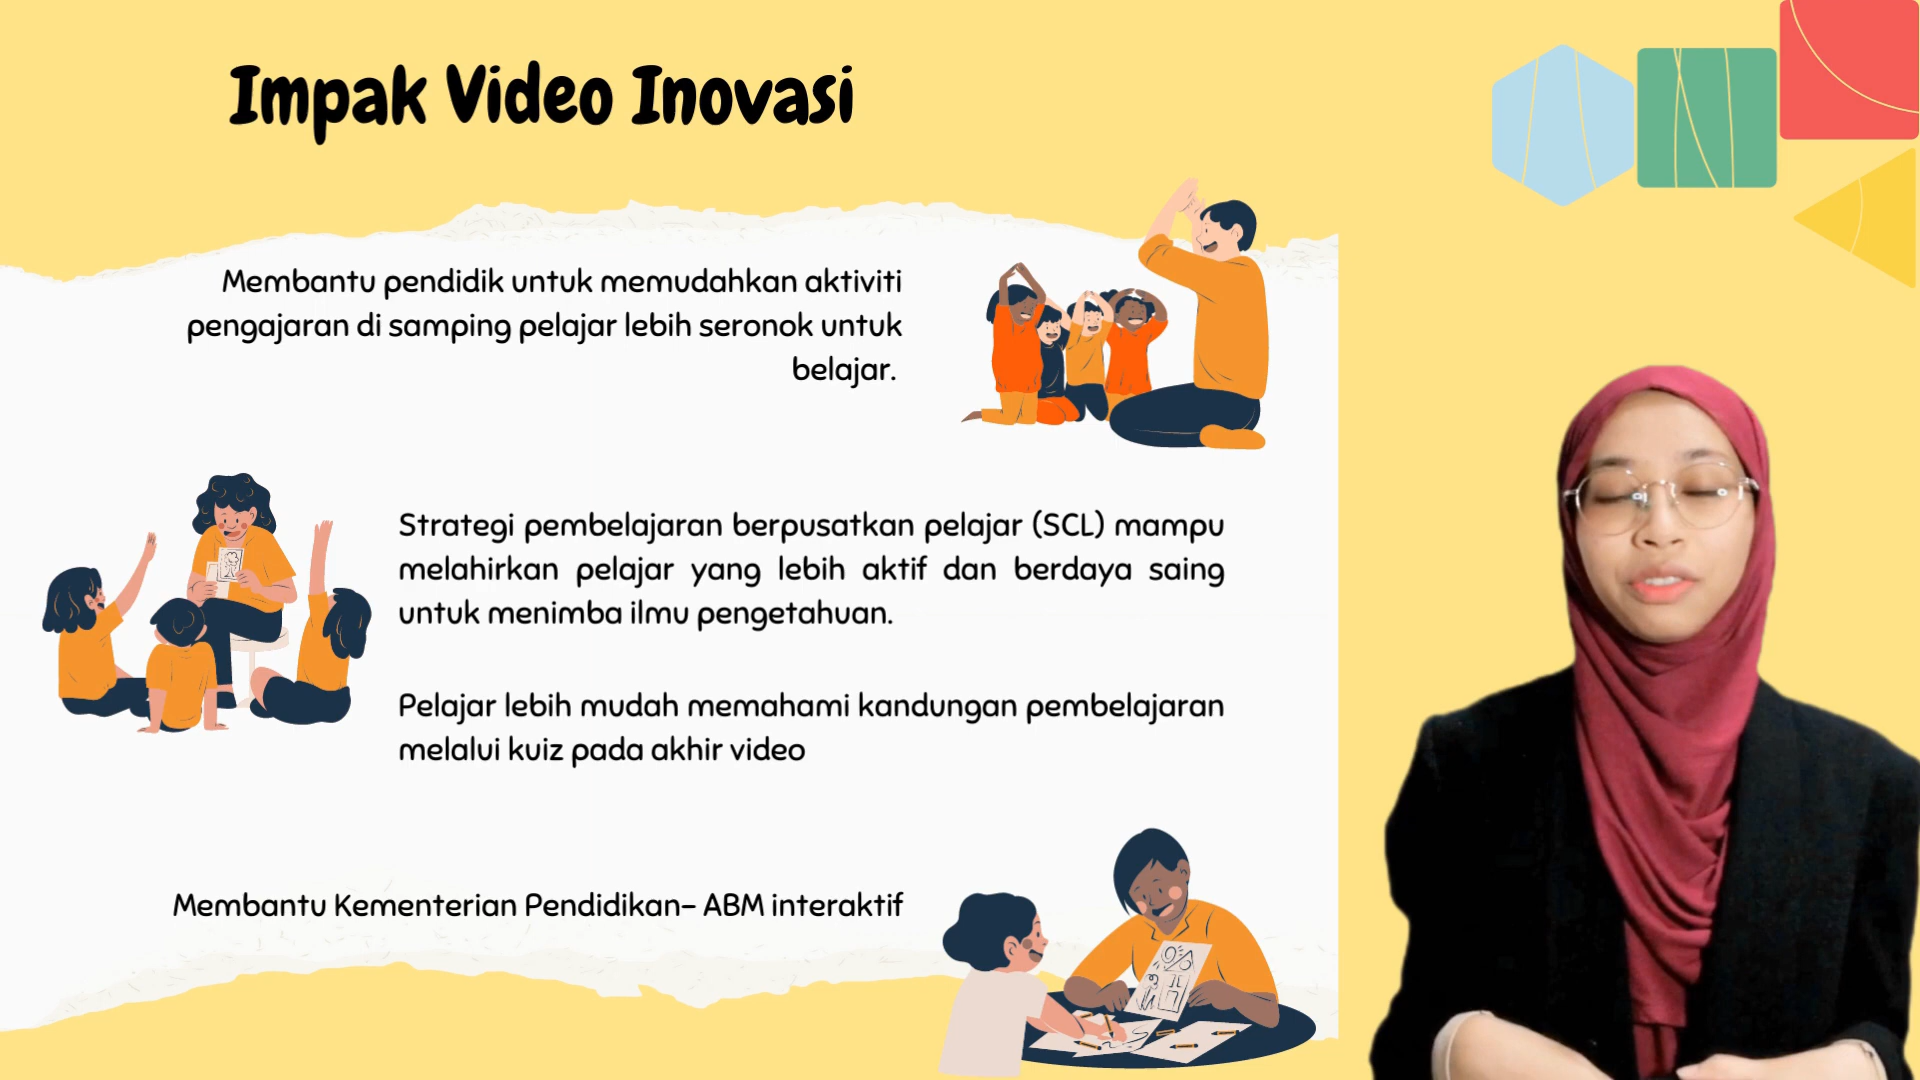 Impak Video Inovasi
Membantu pendidik untuk memudahkan aktiviti
pengajaran di samping pelajar lebih seronok untuk
belajar.
Strategi pembelajaran berpusatkan pelajar (SCL) mampu
melahirkan pelajar yang lebih aktif dan berdaya saing
untuk menimba ilmu pengetahuan.
Pelajar lebih mudah memahami kandungan pembelajaran
melalui kuiz pada akhir video
Membantu Kementerian Pendidikan- ABM interaktif